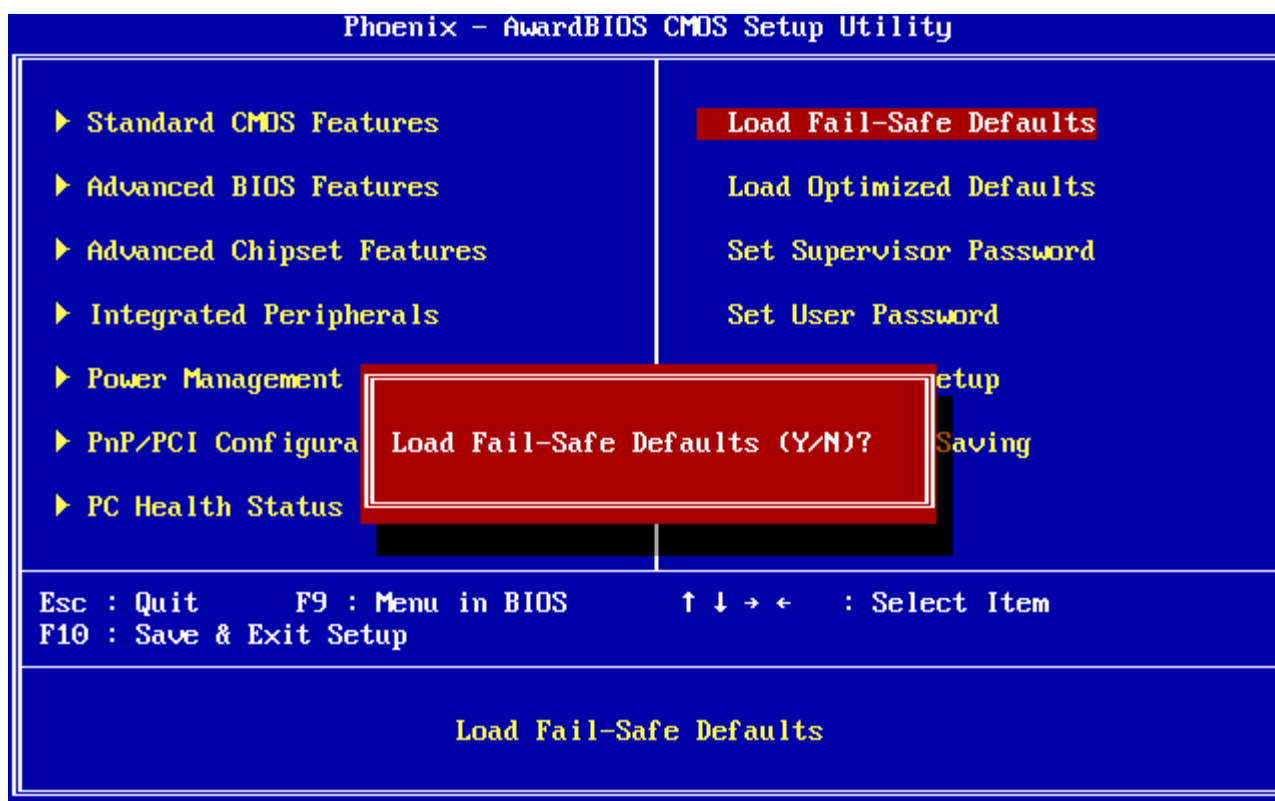 Phoenix - AwardBIOS CMOS Setup Utility
Standard CMOS Features
Advanced BIOS Features
Advanced Chipset Features
Integrated Peripherals
Power Management
PnP/PCI Configura
PC Health Status
Load Fail-Safe Defaults
Load Optimized Defaults
Set Supervisor Password
Set User Password
etup
Saving
Load Fail-Safe Defaults (Y/N)?
Esc : Quit F9 : Menu in BIOS ↑ ↓ → ← : Select Item
F10 : Save & Exit Setup
Load Fail-Safe Defaults